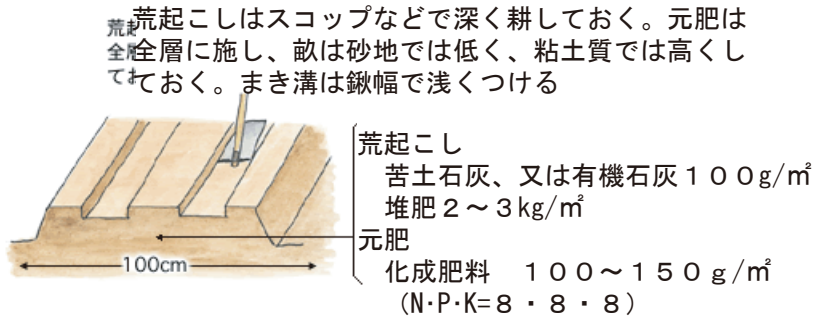 荒起こしはスコップなどで深く耕しておく。元肥は
全層に施し、畝は砂地では低く、粘土質では高くし
ておく。まき溝は鍬幅で浅くつける
荒起こし
苦土石灰、又は有機石灰１００g/㎡
堆肥２～３kg/㎡
元肥
化成肥料　１００～１５０ｇ/㎡
（N･P･K=８・８・８）
100cm